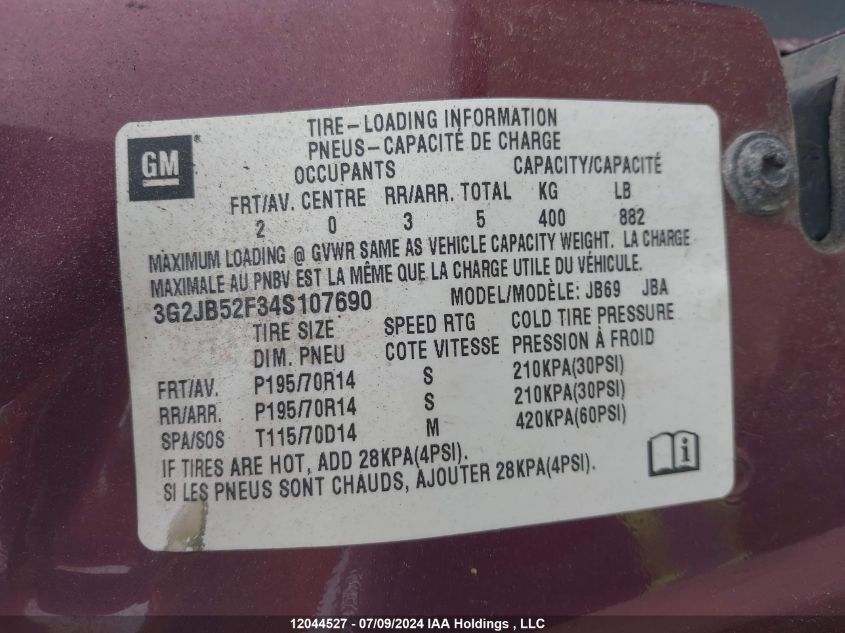 TIRE-LOADING INFORMATION
PNEUS-CAPACITÉ DE CHARGE
GM
OCCUPANTS CAPACITY/CAPACITÉ
FRT/AV. CENTRE RR/ARR. TOTAL KG LB
2 0 3 5 400 882
MAXIMUM LOADING @ GVWR SAME AS VEHICLE CAPACITY WEIGHT. LA CHARGE
MAXIMALE AU PNBV EST LA MÊME QUE LA CHARGE UTILE DU VÉHICULE.
3G2JB52F34S107690 MODEL/MODÈLE: JB69 JBA
TIRE SIZE SPEED RTG COLD TIRE PRESSURE
DIM. PNEU COTE VITESSE PRESSION À FROID
FRT/AV. P195/70R14 S 210KPA(30PSI)
RR/ARR. P195/70R14 S 210KPA(30PSI)
SPA/SOS T115/70D14 M 420KPA(60PSI)
IF TIRES ARE HOT, ADD 28KPA(4PSI).
SI LES PNEUS SONT CHAUDS, AJOUTER 28KPA(4PSI).
12044527 - 07/09/2024 IAA Holdings , LLC